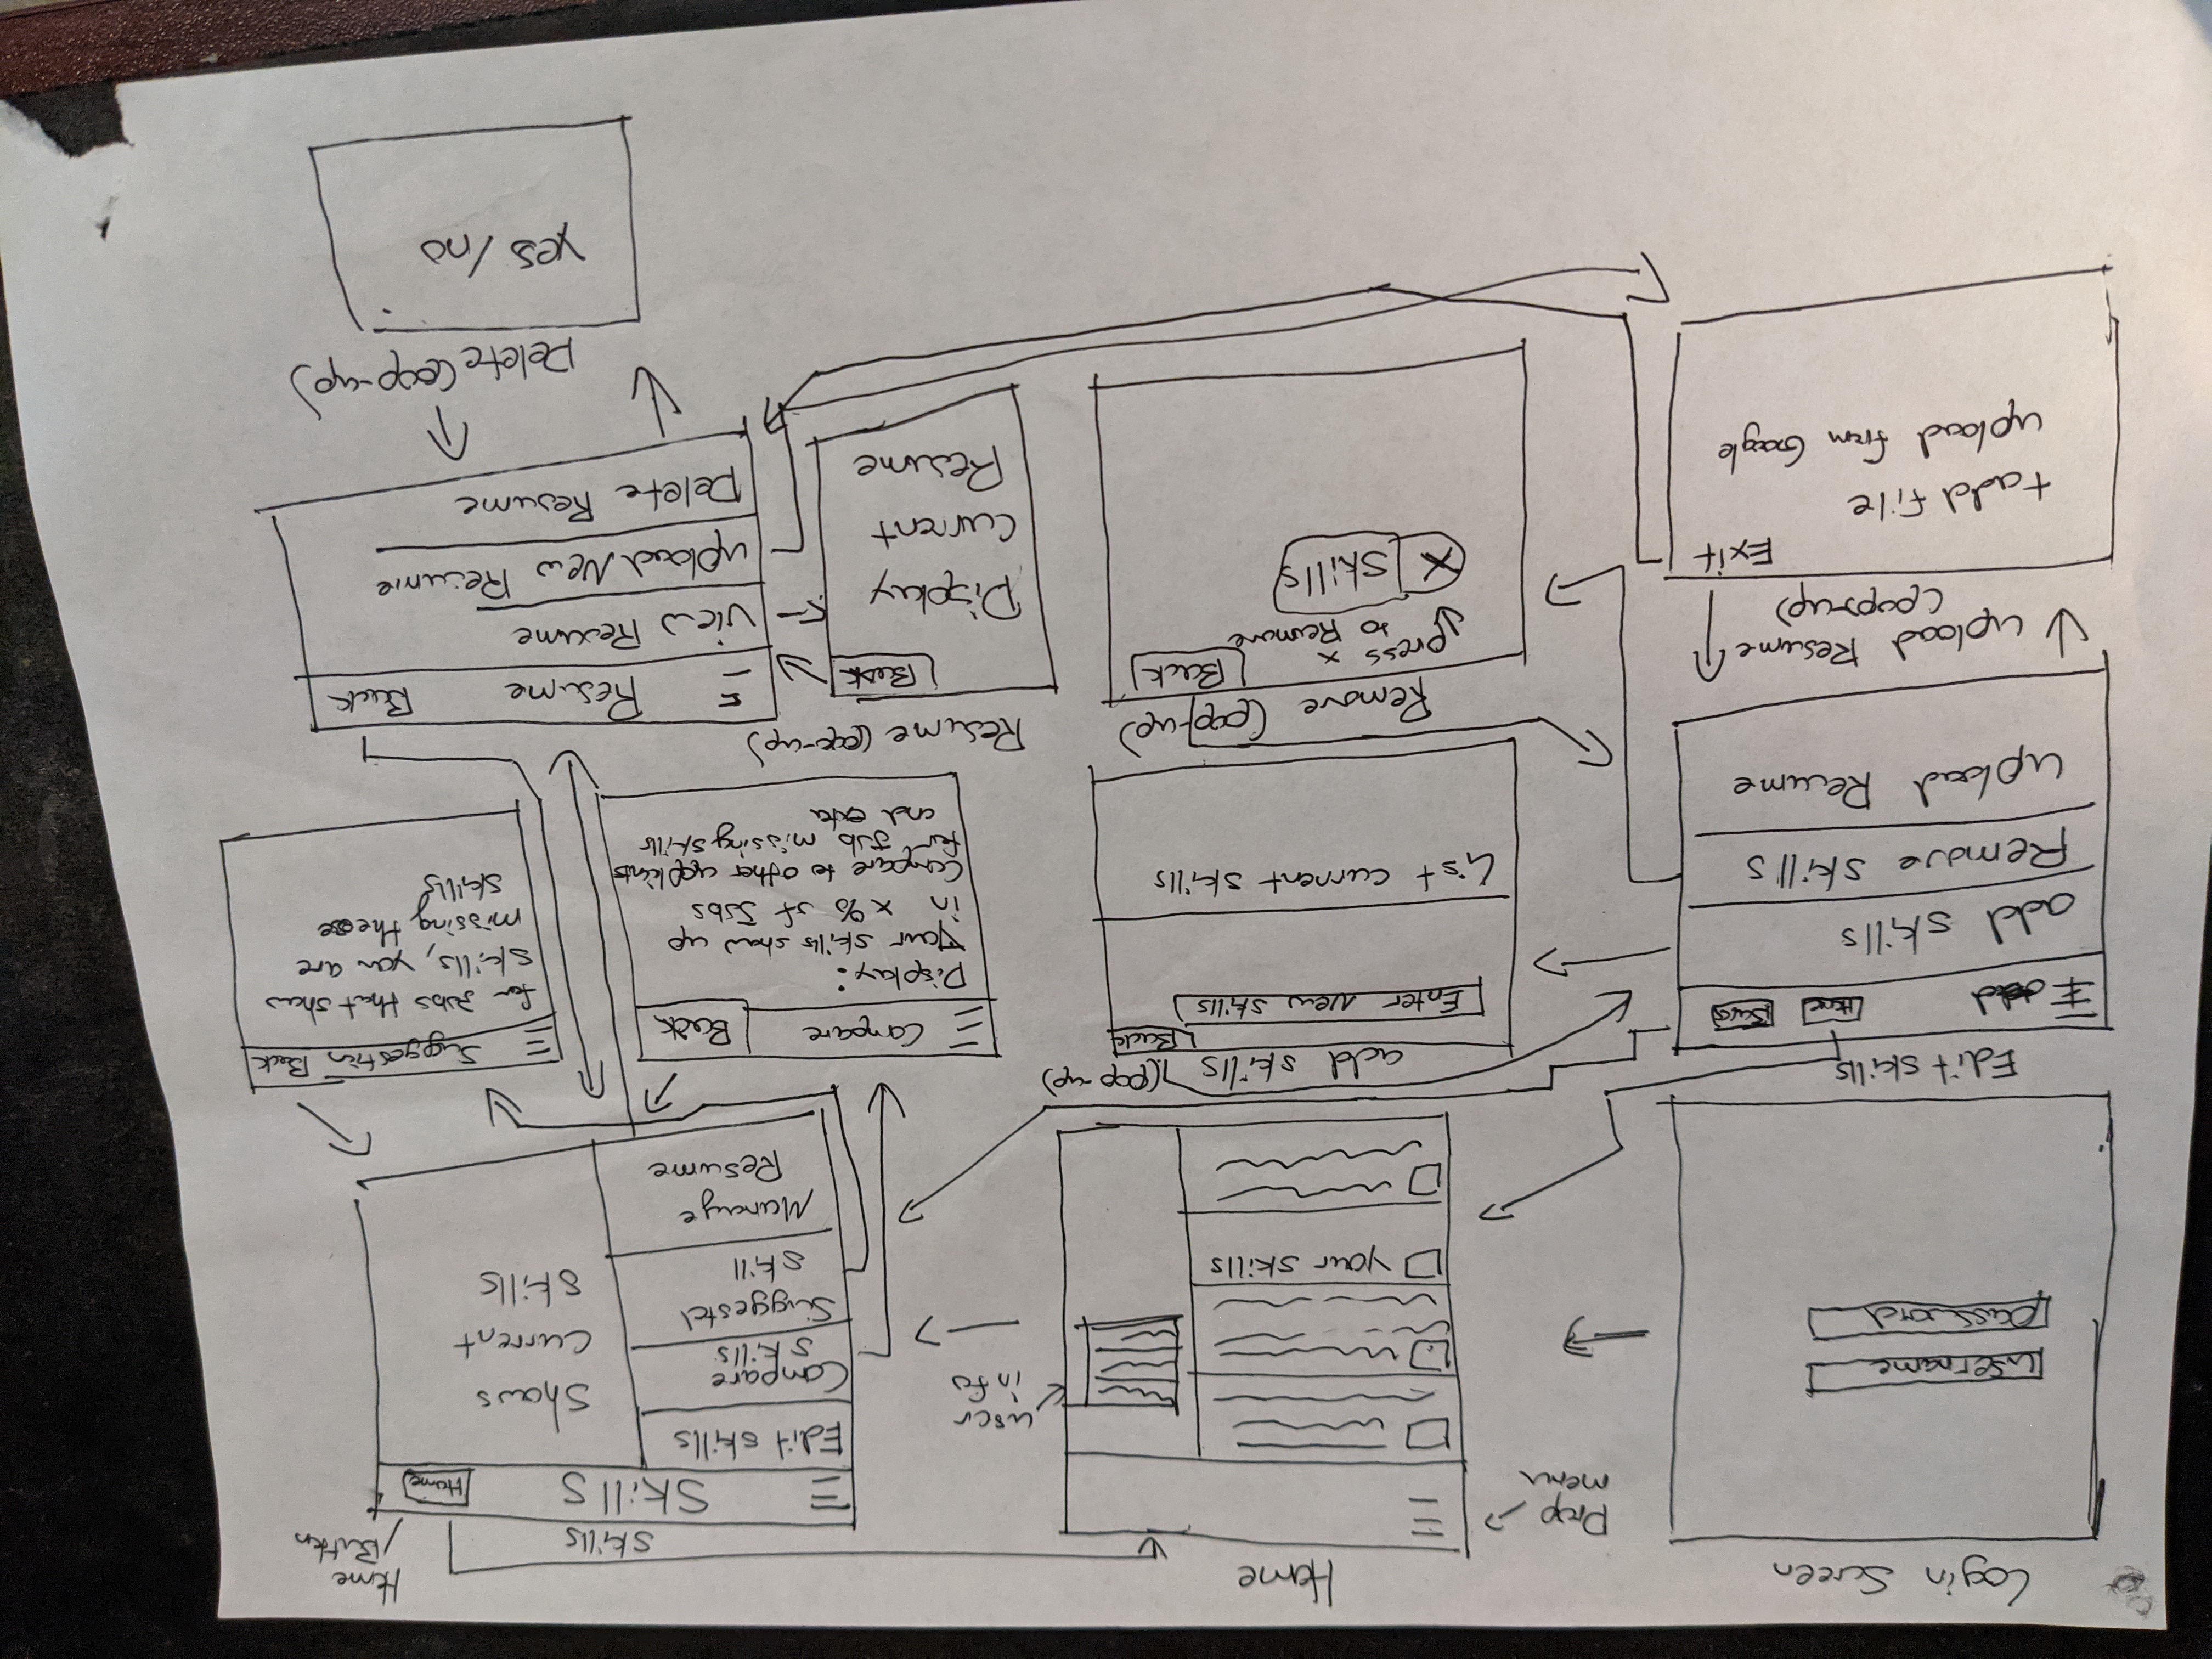 Login Screen
username
password
Home
Drop
menu
user
info
your skills
Home
Button
Skills
Skills
Home
Edit skills
Compare
skills
Suggestd
skill
Manage
Resume
Shows
current
skills
Edit skills
Home
add skills
Remove skills
upload Resume
add skills (pop-up)
Back
Enter New skills
List current skills
Compare
Back
Display:
Your skills show up
in x% of Jobs
Compare to other applicants
for Job missing skills
and exta
Suggestion Back
for Jobs that show
skills, you are
missing these
skills
upload Resume
(pop-up)
Exit
+ add file
upload from Google
Remove (pop-up)
Back
press x
to Remove
X skills
Resume (pop-up)
Back
Display
Current
Resume
Resume Back
View Resume
upload New Resume
Delete Resume
Delete (pop-up)
yes/no